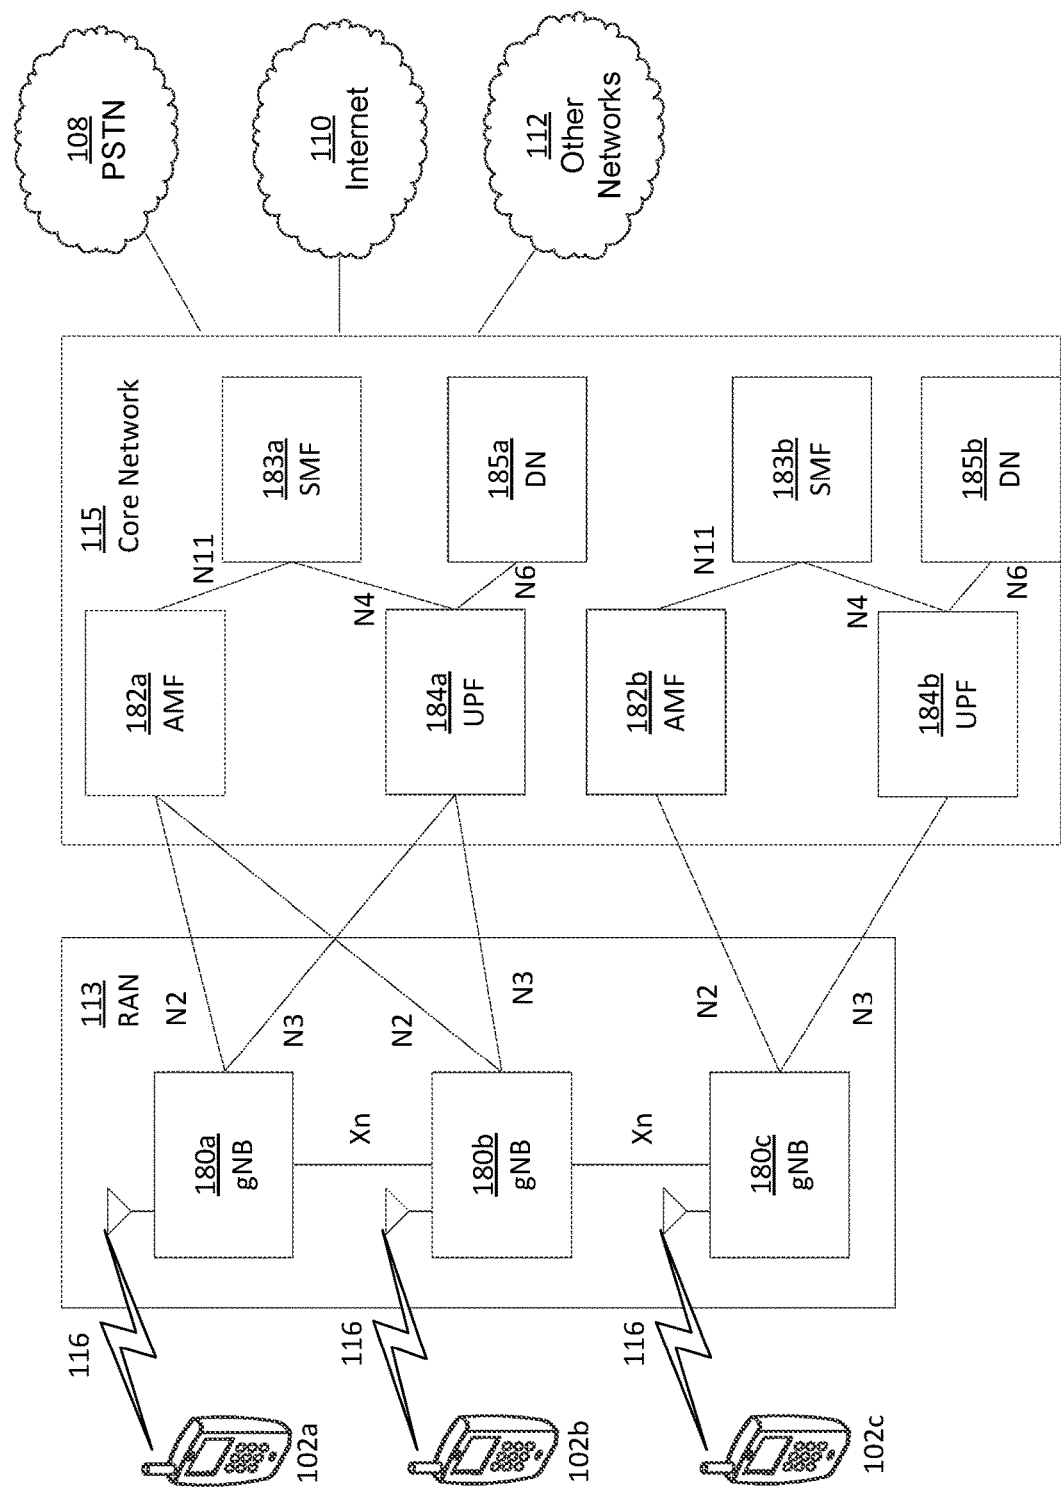 108
PSTN
110
Internet
112
Other
Networks
115
Core Network
182a
AMF
N11
183a
SMF
N4
184a
UPF
N6
185a
DN
182b
AMF
N11
183b
SMF
N4
184b
UPF
N6
185b
DN
113
RAN
N2
N3
N2
N3
N2
N3
180a
gNB
Xn
180b
gNB
Xn
180c
gNB
116
116
116
102a
102b
102c